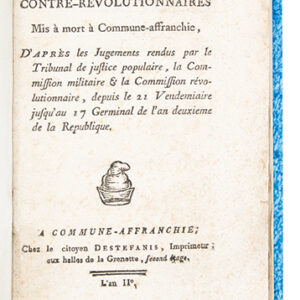 CONTRE-RÉVOLUTIONNAIRES
Mis à mort à Commune-affranchie,
D'APRÈS les Jugements rendus par le
Tribunal de justice populaire, la Com-
mission militaire & la Commission révo-
lutionnaire, depuis le 21 Vendemiaire
jusqu'au 17 Germinal de l'an deuxieme
de la Republique.
A COMMUNE-AFFRANCHIE;
Chez le citoyen DESTEFANIS, Imprimeur;
aux halles de la Grenette, second étage.
L'an IIe.